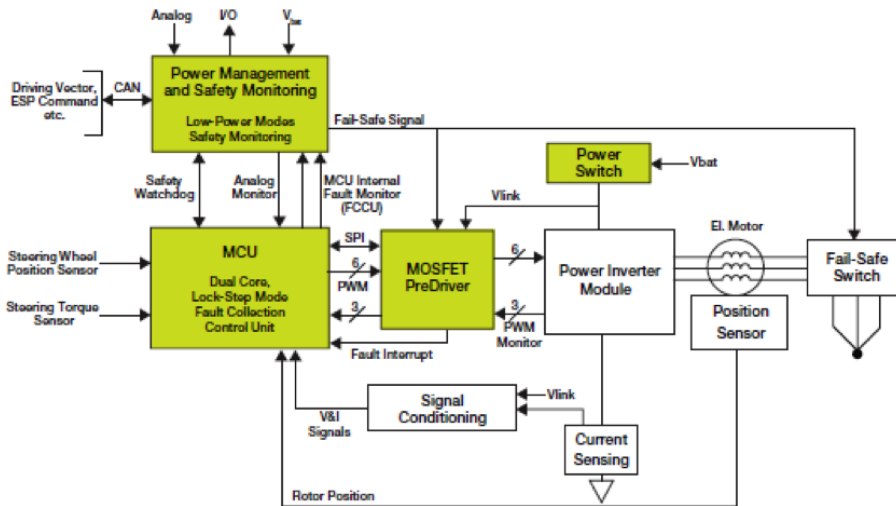 Analog
I/O
Vbat
Power Management
and Safety Monitoring
Low-Power Modes
Safety Monitoring
Driving Vector,
ESP Command
etc.
CAN
Fail-Safe Signal
Power
Switch
Vbat
Safety
Watchdog
Analog
Monitor
MCU Internal
Fault Monitor
(FCCU)
Vlink
El. Motor
Steering Wheel
Position Sensor
Steering Torque
Sensor
MCU
Dual Core,
Lock-Step Mode
Fault Collection
Control Unit
SPI
6
PWM
3
MOSFET
PreDriver
6
3
PWM
Monitor
Power Inverter
Module
Fail-Safe
Switch
Position
Sensor
Fault Interrupt
Signal
Conditioning
Vlink
V&I
Signals
Current
Sensing
Rotor Position